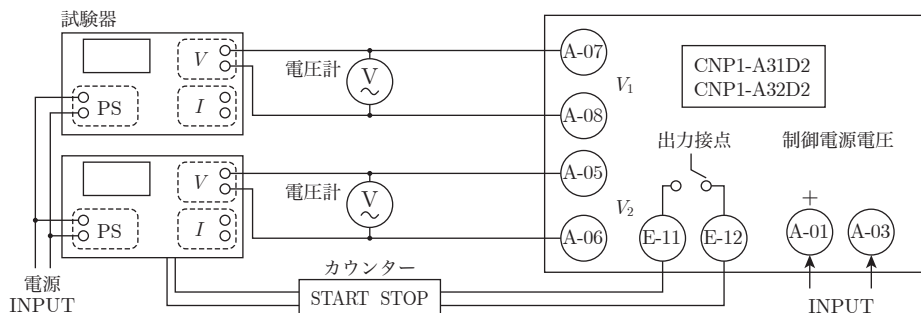 試験器
V
I
PS
電圧計
V
V
I
PS
電圧計
V
電源
INPUT
カウンター
START STOP
A-07
V₁
A-08
A-05
V₂
A-06
CNP1-A31D2
CNP1-A32D2
出力接点
E-11
E-12
制御電源電圧
+
A-01
A-03
INPUT